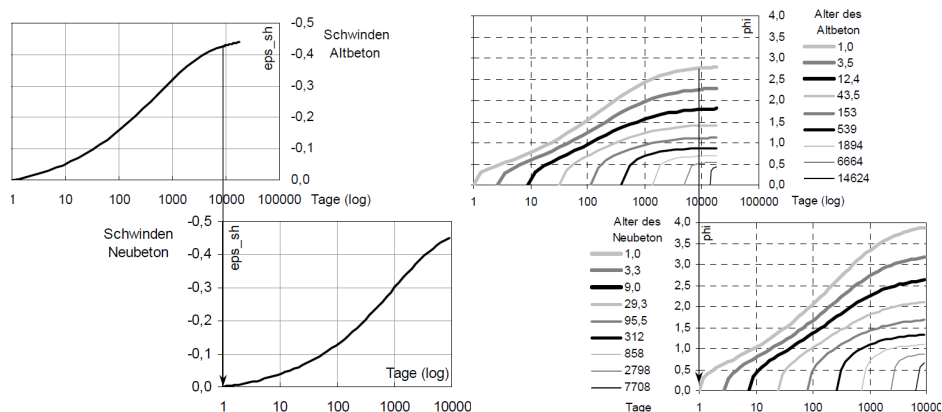 -0,5
eps_sh
Schwinden
Altbeton
-0,4
-0,3
-0,2
-0,1
0,0
1 10 100 1000 10000 100000
Tage (log)
Schwinden
Neubeton
-0,5
eps_sh
-0,4
-0,3
-0,2
-0,1
0,0
Tage (log)
1 10 100 1000 10000
phi
4,0
3,5
3,0
2,5
2,0
1,5
1,0
0,5
0,0
1 10 100 1000 10000 100000
Tage (log)
Alter des
Altbeton
1,0
3,5
12,4
43,5
153
539
1894
6664
14624
Alter des
Neubeton
1,0
3,3
9,0
29,3
95,5
312
858
2798
7708
Tage
4,0
phi
3,5
3,0
2,5
2,0
1,5
1,0
0,5
0,0
1 10 100 1000 10000